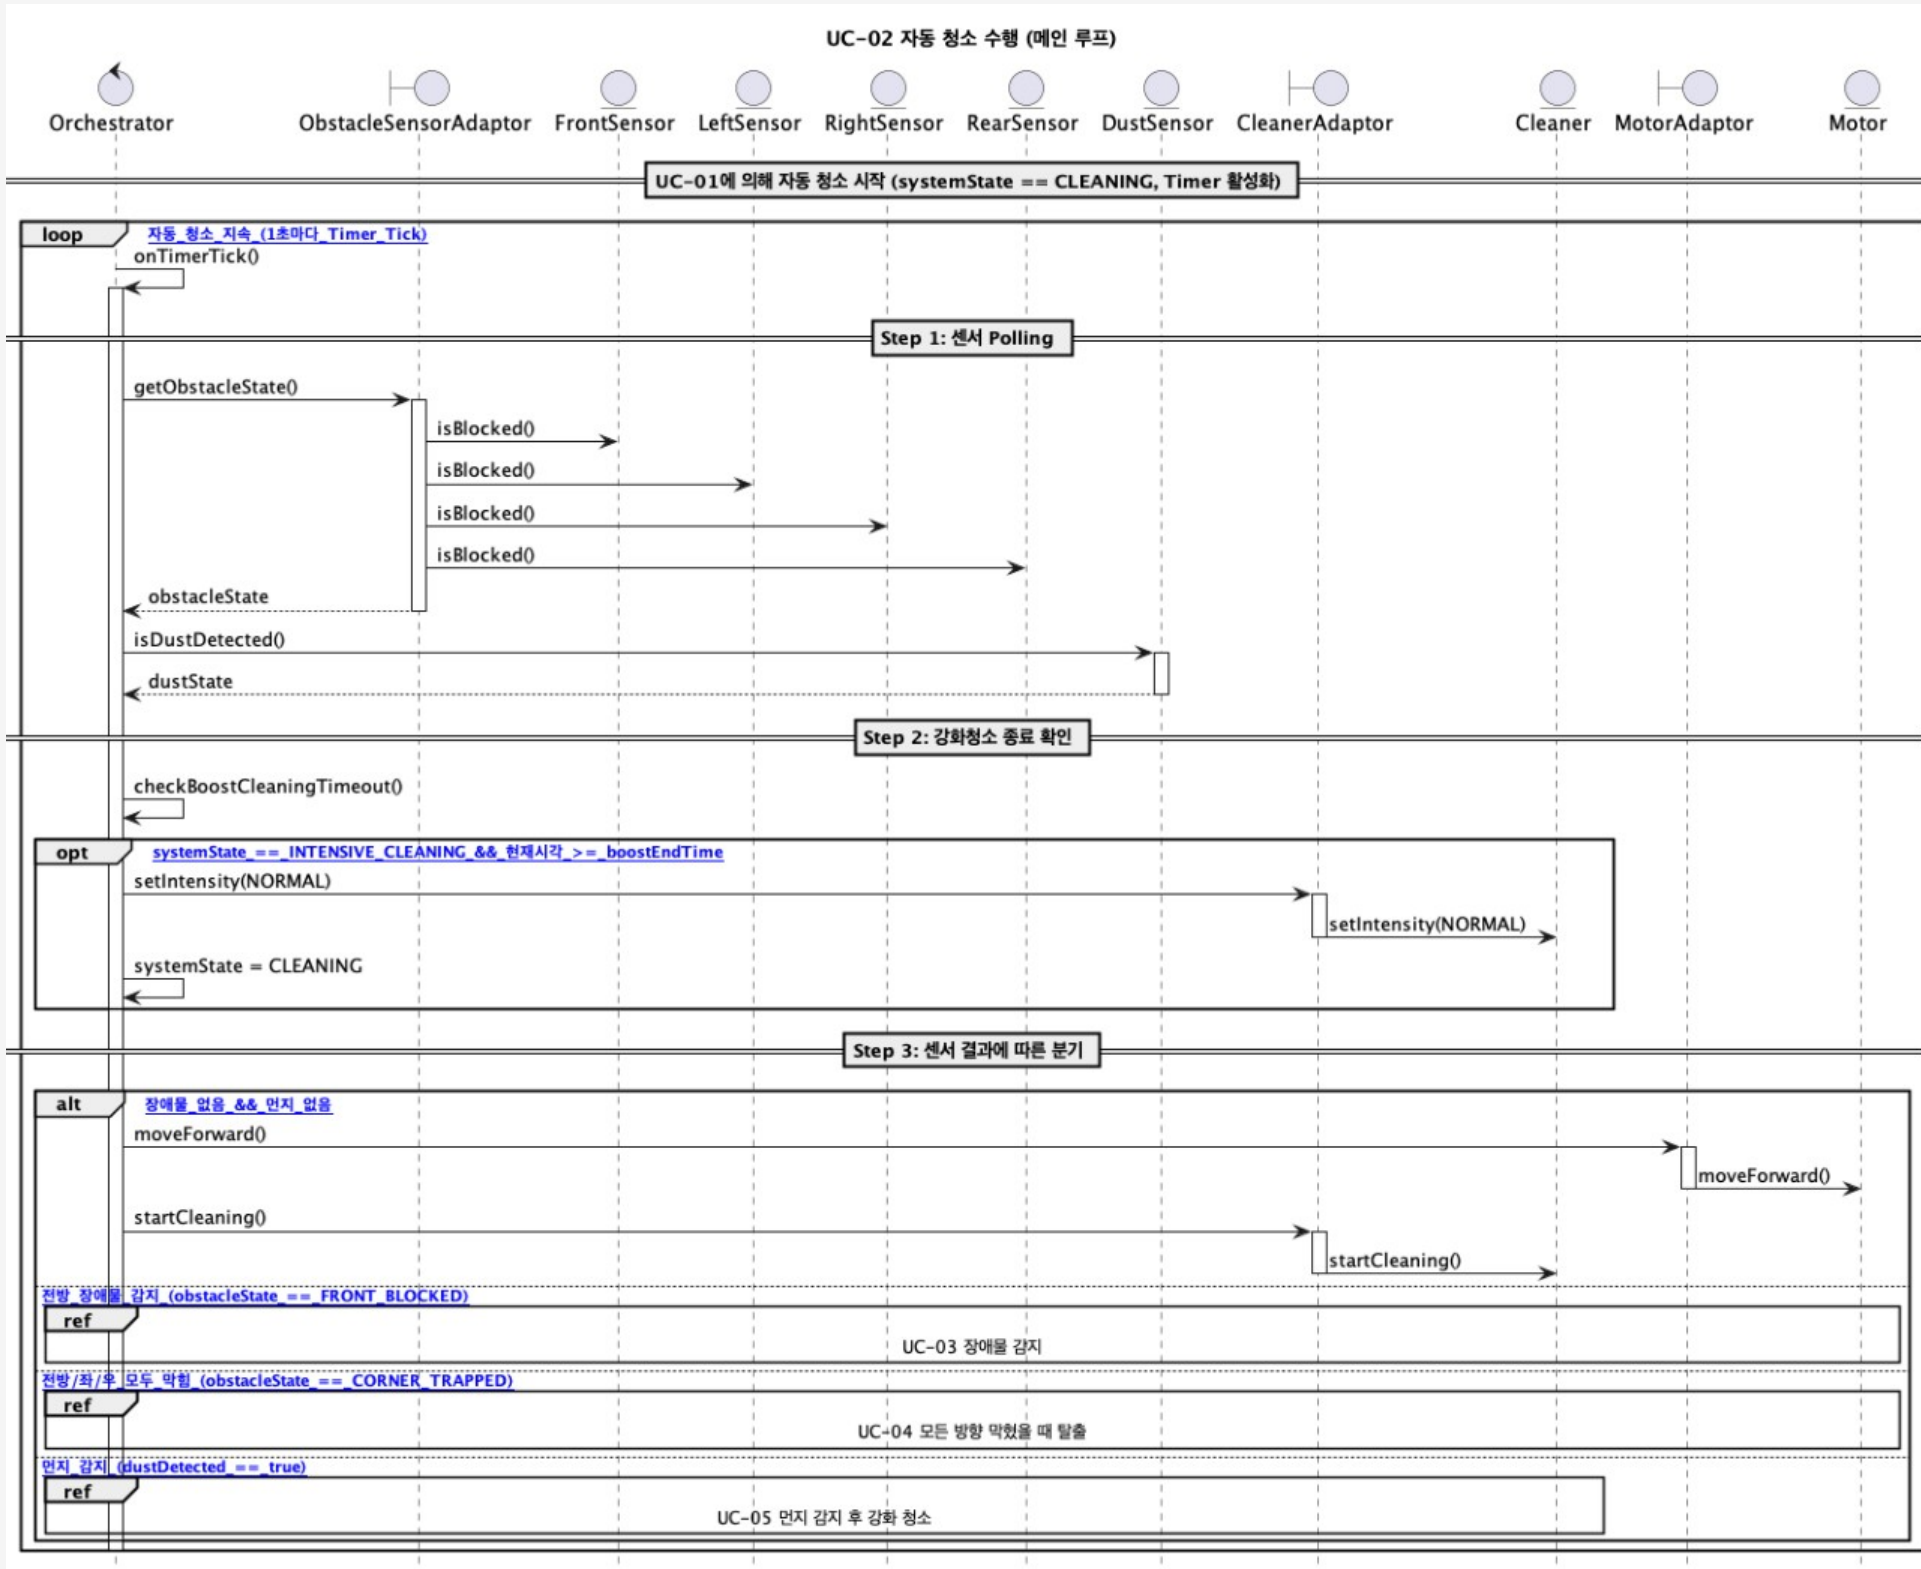 UC-02 자동 청소 수행 (메인 루프)
Orchestrator
ObstacleSensorAdaptor
FrontSensor
LeftSensor
RightSensor
RearSensor
DustSensor
CleanerAdaptor
Cleaner
MotorAdaptor
Motor
UC-01에 의해 자동 청소 시작 (systemState == CLEANING, Timer 활성화)
loop
자동_청소_지속_(1초마다_Timer_Tick)
onTimerTick()
Step 1: 센서 Polling
getObstacleState()
isBlocked()
isBlocked()
isBlocked()
isBlocked()
obstacleState
isDustDetected()
dustState
Step 2: 강화청소 종료 확인
checkBoostCleaningTimeout()
opt
systemState_==_INTENSIVE_CLEANING_&&_현재시각_>=_boostEndTime
setIntensity(NORMAL)
setIntensity(NORMAL)
systemState = CLEANING
Step 3: 센서 결과에 따른 분기
alt
장애물_없음_&&_먼지_없음
moveForward()
moveForward()
startCleaning()
startCleaning()
전방_장애물_감지_(obstacleState_==_FRONT_BLOCKED)
ref
UC-03 장애물 감지
전방/좌/우_모두_막힘_(obstacleState_==_CORNER_TRAPPED)
ref
UC-04 모든 방향 막혔을 때 탈출
먼지_감지_(dustDetected_==_true)
ref
UC-05 먼지 감지 후 강화 청소